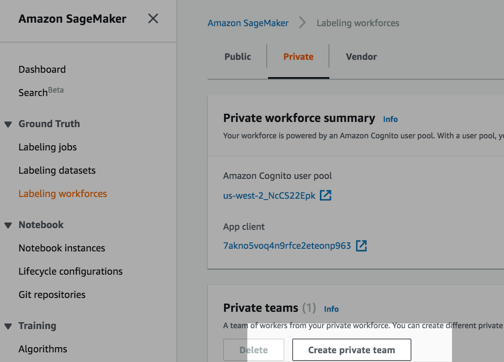 Amazon SageMaker
Amazon SageMaker > Labeling workforces
Public Private Vendor
Dashboard
Search Beta
Ground Truth
Labeling jobs
Labeling datasets
Labeling workforces
Notebook
Notebook instances
Lifecycle configurations
Git repositories
Training
Algorithms
Private workforce summary Info
Your workforce is powered by an Amazon Cognito user pool. With a user pool, yo
Amazon Cognito user pool
us-west-2_NcCS22Epk
App client
7akno5voq4n9rfce2eteonp963
Private teams (1) Info
A team of workers from your private workforce. You can create different private
Delete Create private team